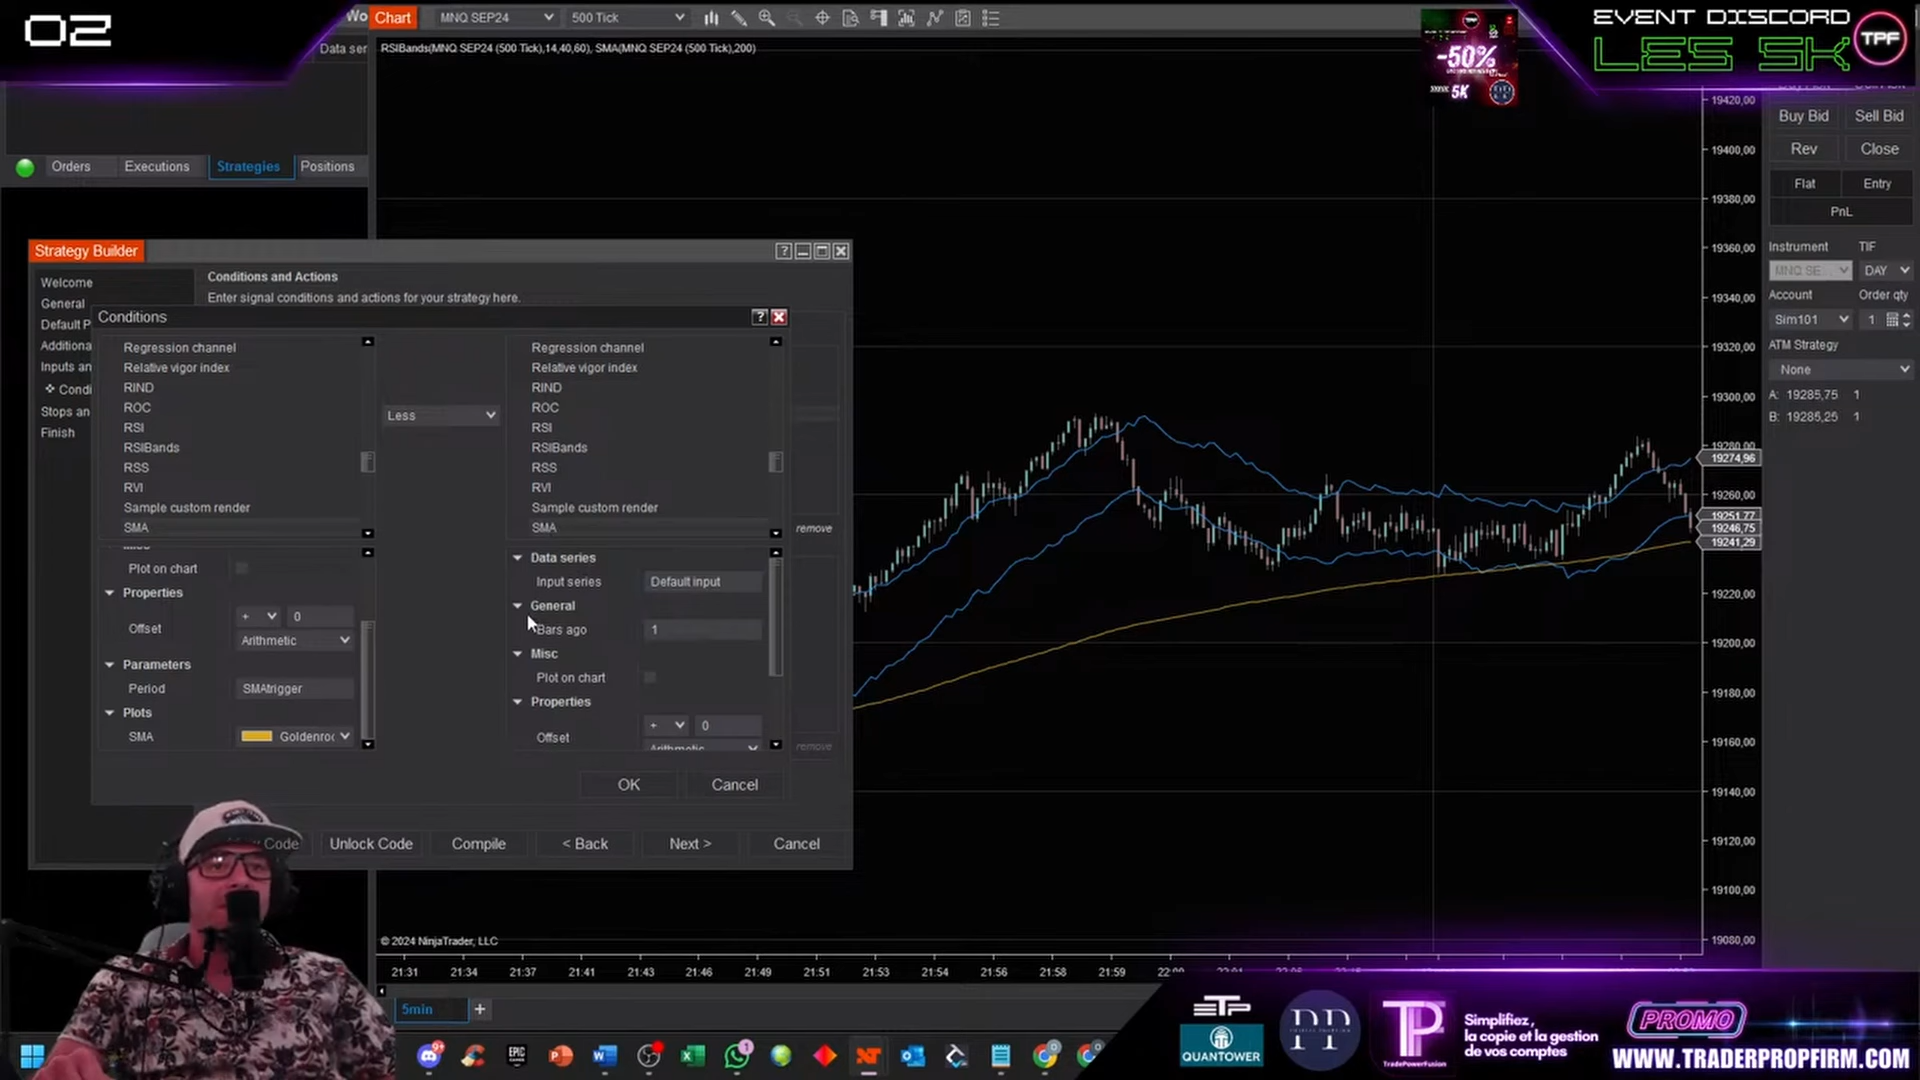 02
Wo
Chart
MNQ SEP24
500 Tick
EVENT DISCORD
LES 5K
TPF
-50%
5K
Data ser
RSIBands(MNQ SEP24 (500 Tick),14,40,60), SMA(MNQ SEP24 (500 Tick),200)
Orders
Executions
Strategies
Positions
Strategy Builder
?
Welcome
General
Default P
Additiona
Inputs an
Condi
Stops an
Finish
Conditions and Actions
Enter signal conditions and actions for your strategy here.
Conditions
?
Regression channel
Relative vigor index
RIND
ROC
RSI
RSIBands
RSS
RVI
Sample custom render
SMA
Less
Regression channel
Relative vigor index
RIND
ROC
RSI
RSIBands
RSS
RVI
Sample custom render
SMA
remove
Plot on chart
Properties
Offset
+
0
Arithmetic
Parameters
Period
SMAtrigger
Plots
SMA
Goldenroc
Data series
Input series
Default input
General
Bars ago
1
Misc
Plot on chart
Properties
Offset
+
0
Arithmetic
remove
OK
Cancel
Code
Unlock Code
Compile
< Back
Next >
Cancel
19420,00
19400,00
19380,00
19360,00
19340,00
19320,00
19300,00
19280,00
19274,96
19260,00
19251,77
19246,75
19241,29
19220,00
19200,00
19180,00
19160,00
19140,00
19120,00
19100,00
19080,00
Buy Bid
Sell Bid
Rev
Close
Flat
Entry
PnL
Instrument
TIF
MNQ SE
DAY
Account
Order qty
Sim101
1
ATM Strategy
None
A: 19285,75 1
B: 19285,25 1
© 2024 NinjaTrader, LLC
21:31
21:34
21:37
21:41
21:43
21:46
21:49
21:51
21:53
21:54
21:56
21:58
21:59
5min
+
9+
EPIC
1
QUANTOWER
TradePowerFusion
Simplifiez,
la copie et la gestion
de vos comptes
PROMO
WWW.TRADERPROPFIRM.COM